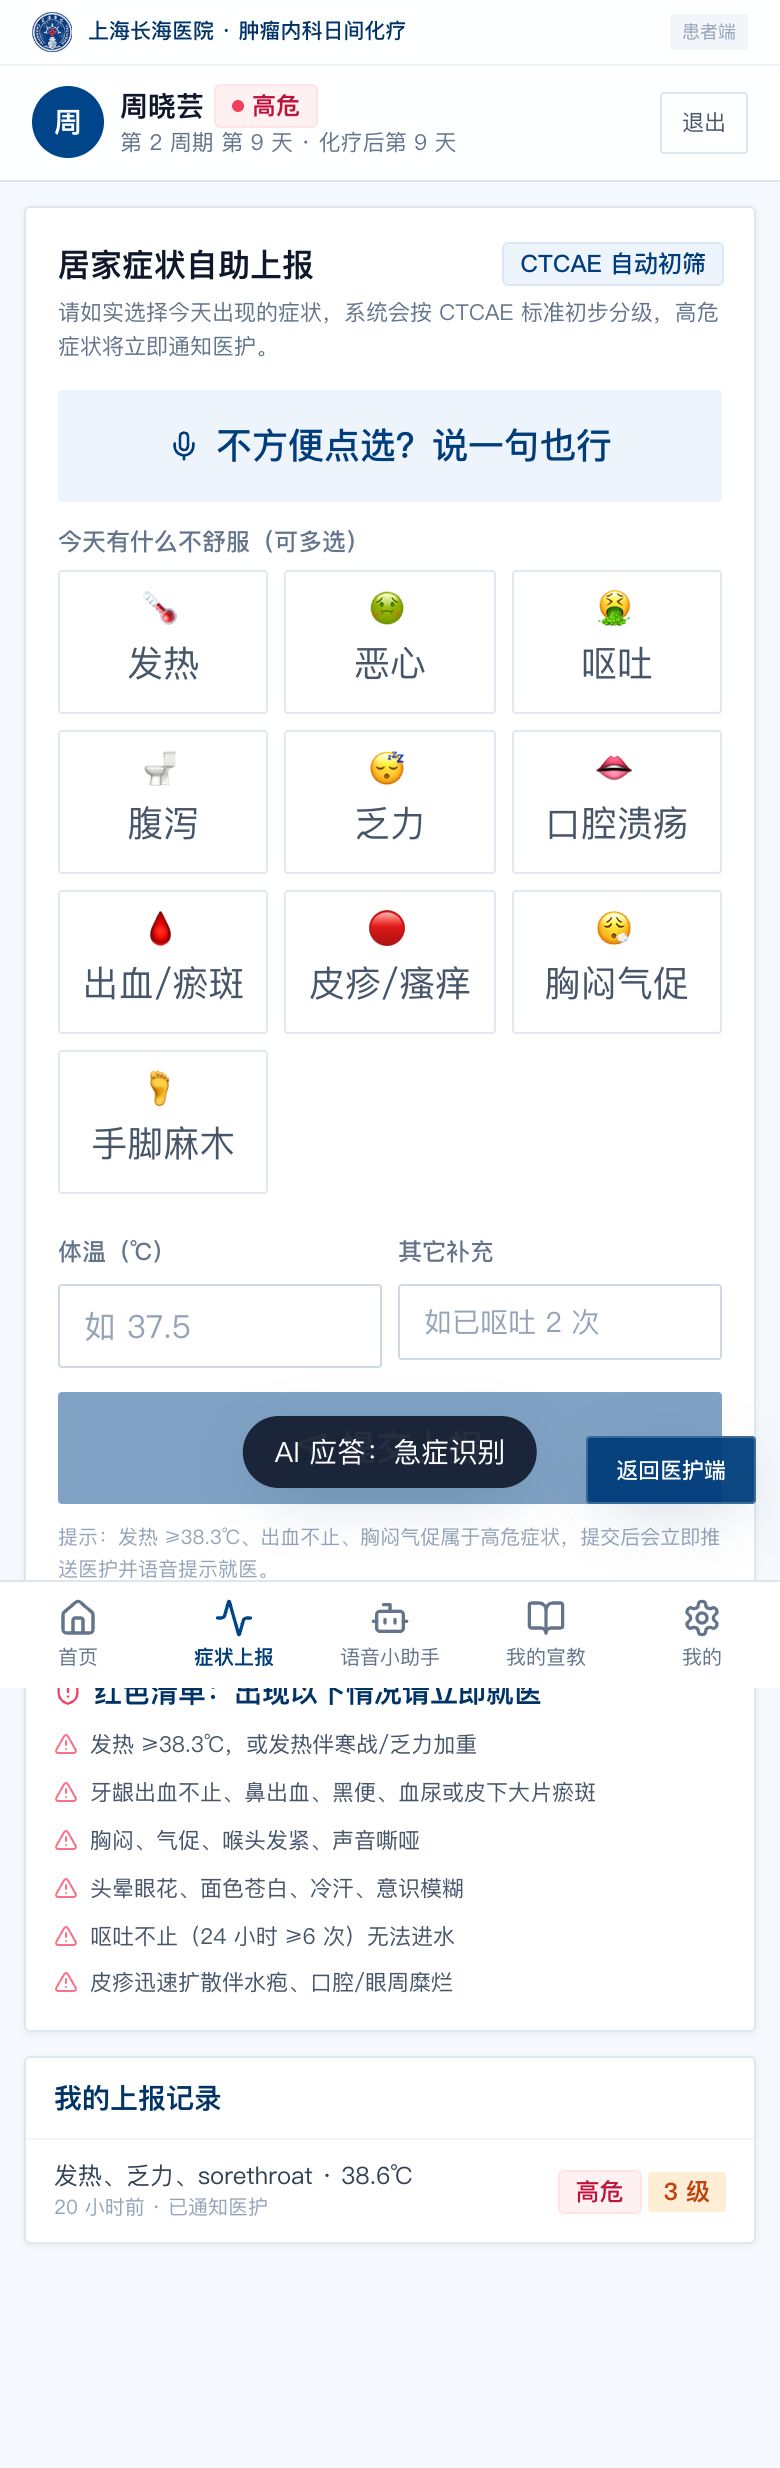 上海长海医院 · 肿瘤内科日间化疗
患者端
周
周晓芸
高危
第 2 周期 第 9 天 · 化疗后第 9 天
退出
居家症状自助上报
CTCAE 自动初筛
请如实选择今天出现的症状，系统会按 CTCAE 标准初步分级，高危
症状将立即通知医护。
不方便点选？说一句也行
今天有什么不舒服（可多选）
发热
恶心
呕吐
腹泻
乏力
口腔溃疡
出血/瘀斑
皮疹/瘙痒
胸闷气促
手脚麻木
体温（℃）
其它补充
如 37.5
如已呕吐 2 次
AI 应答：急症识别
返回医护端
提示：发热 ≥38.3℃、出血不止、胸闷气促属于高危症状，提交后会立即推
送医护并语音提示就医。
首页
症状上报
语音小助手
我的宣教
我的
红色清单：出现以下情况请立即就医
发热 ≥38.3℃，或发热伴寒战/乏力加重
牙龈出血不止、鼻出血、黑便、血尿或皮下大片瘀斑
胸闷、气促、喉头发紧、声音嘶哑
头晕眼花、面色苍白、冷汗、意识模糊
呕吐不止（24 小时 ≥6 次）无法进水
皮疹迅速扩散伴水疱、口腔/眼周糜烂
我的上报记录
发热、乏力、sorethroat · 38.6℃
20 小时前 · 已通知医护
高危
3 级